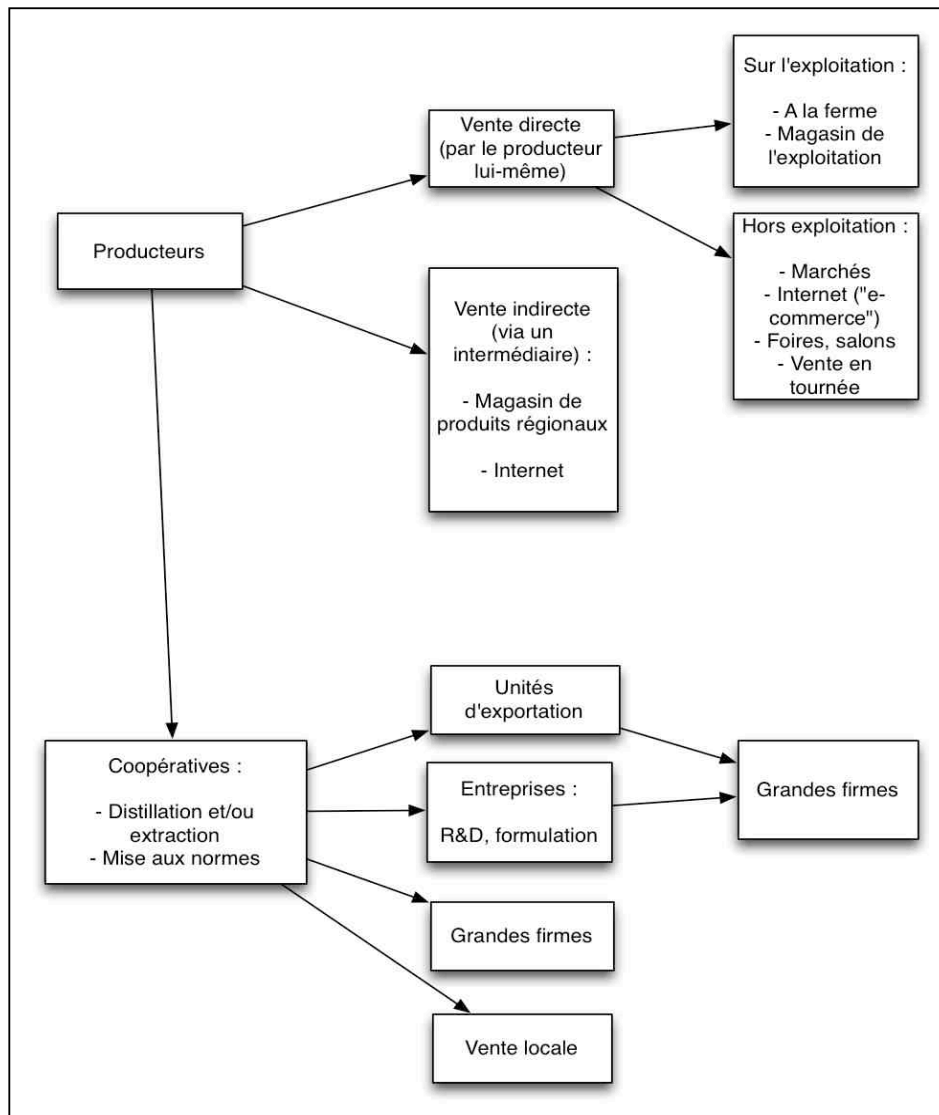 Sur l'exploitation :
- A la ferme
- Magasin de
l'exploitation
Vente directe
(par le producteur
lui-même)
Producteurs
Hors exploitation :
- Marchés
- Internet ("e-
commerce")
- Foires, salons
- Vente en
tournée
Vente indirecte
(via un
intermédiaire) :
- Magasin de
produits régionaux
- Internet
Unités
d'exportation
Coopératives :
- Distillation et/ou
extraction
- Mise aux normes
Entreprises :
R&D, formulation
Grandes firmes
Grandes firmes
Vente locale